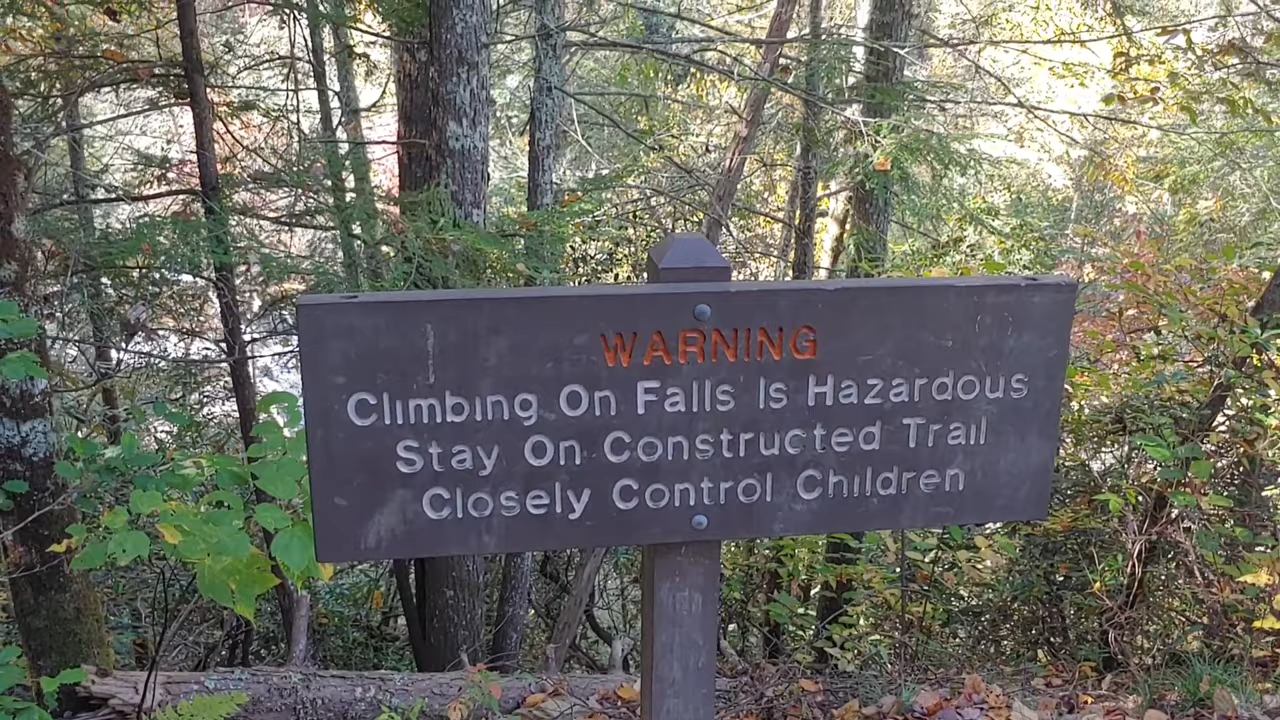 WARNING
Climbing On Falls Is Hazardous
Stay On Constructed Trail
Closely Control Children